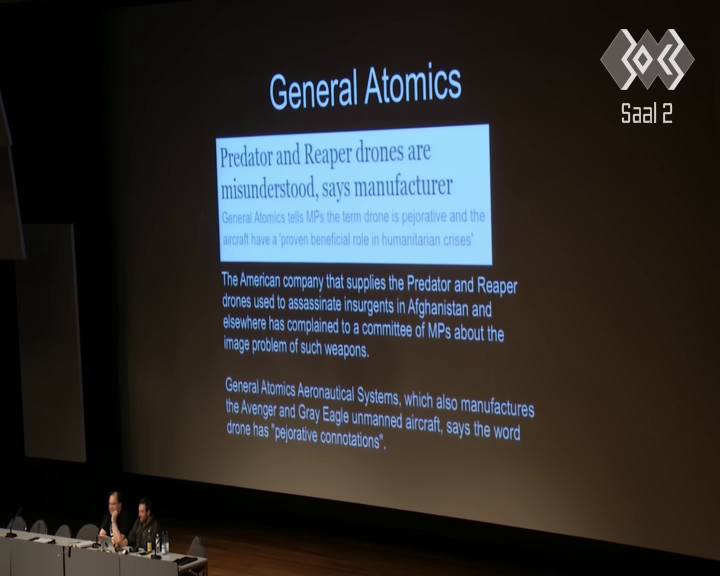 General Atomics
Saal 2
Predator and Reaper drones are
misunderstood, says manufacturer
General Atomics tells MPs the term drone is pejorative and the
aircraft have a 'proven beneficial role in humanitarian crises'
The American company that supplies the Predator and Reaper
drones used to assassinate insurgents in Afghanistan and
elsewhere has complained to a committee of MPs about the
image problem of such weapons.
General Atomics Aeronautical Systems, which also manufactures
the Avenger and Gray Eagle unmanned aircraft, says the word
drone has "pejorative connotations".